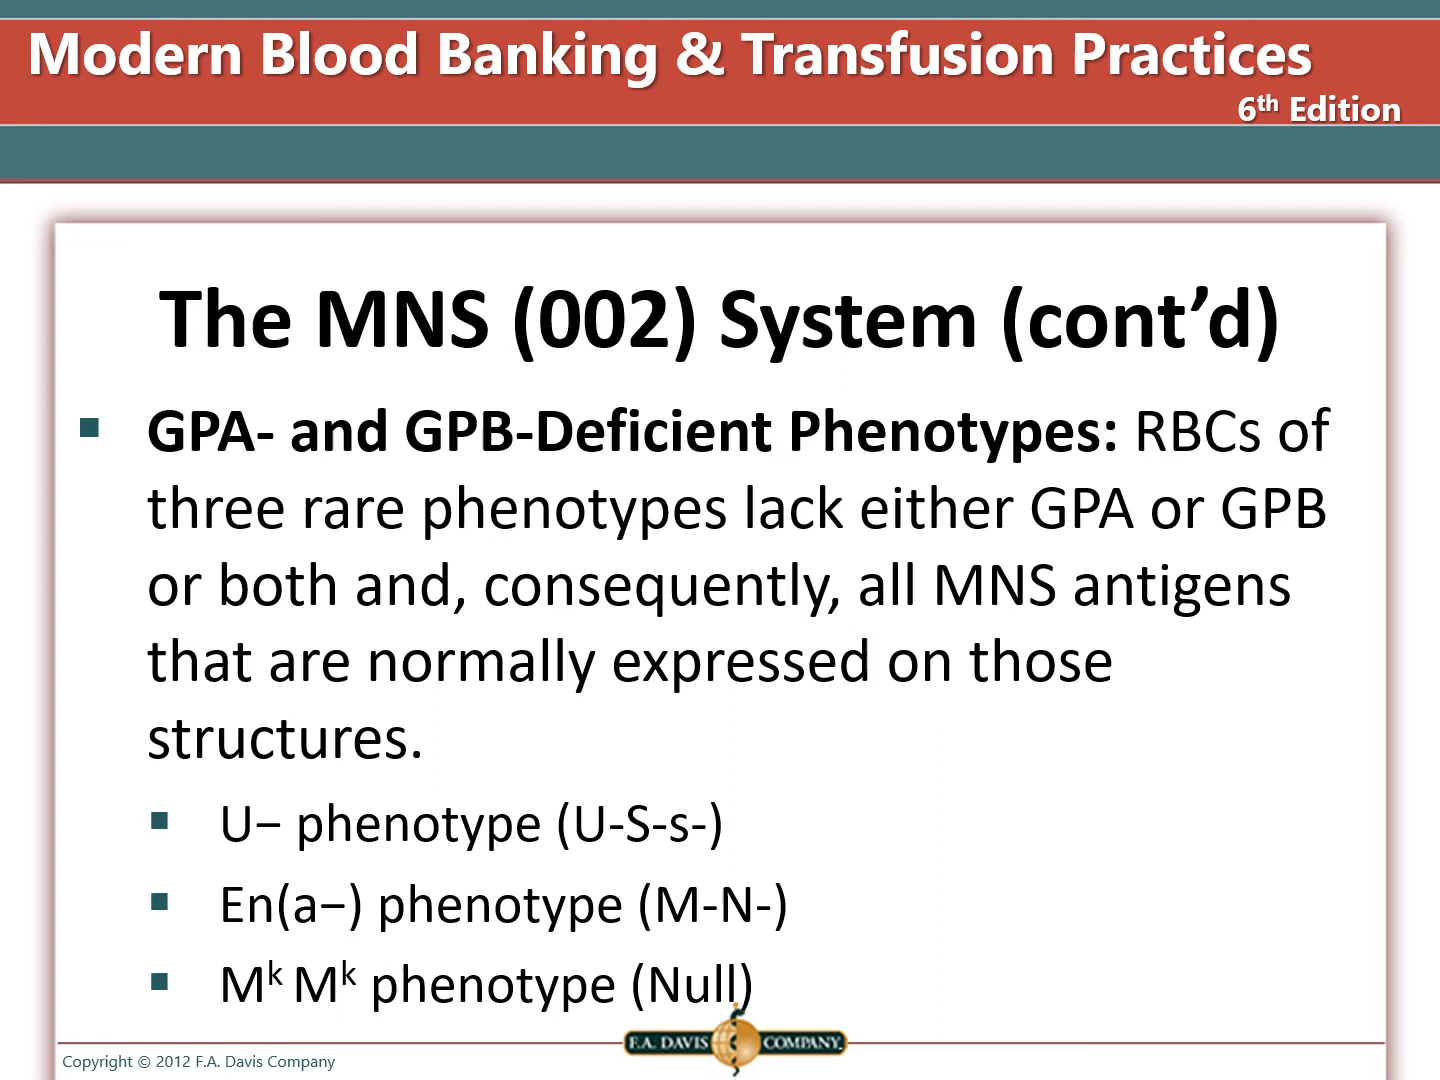 Modern Blood Banking & Transfusion Practices
6th Edition
The MNS (002) System (cont’d)
GPA- and GPB-Deficient Phenotypes: RBCs of
three rare phenotypes lack either GPA or GPB
or both and, consequently, all MNS antigens
that are normally expressed on those
structures.
U− phenotype (U-S-s-)
En(a−) phenotype (M-N-)
Mk Mk phenotype (Null)
F.A. DAVIS COMPANY
Copyright © 2012 F.A. Davis Company